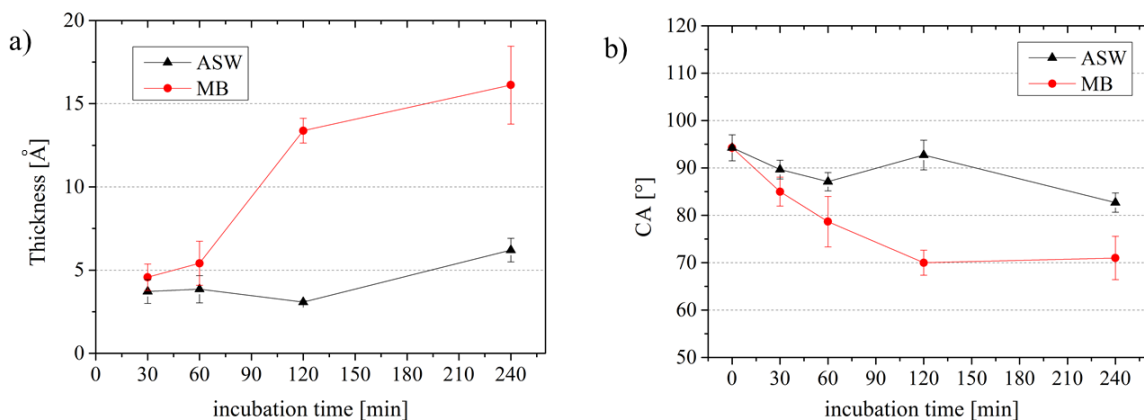 a)
20
15
10
5
0
Thickness [Å]
ASW
MB
0 30 60 90 120 150 180 210 240
incubation time [min]
b)
120
110
100
90
80
70
60
50
CA [°]
ASW
MB
0 30 60 90 120 150 180 210 240
incubation time [min]